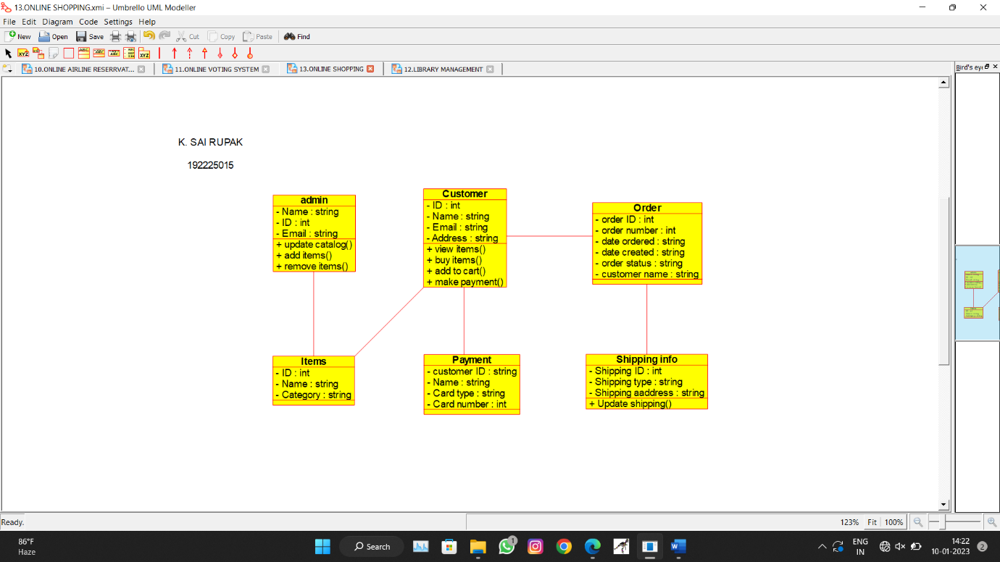 13.ONLINE SHOPPING.xmi – Umbrello UML Modeller
File Edit Diagram Code Settings Help
New Open Save Cut Copy Paste Find
10.ONLINE AIRLINE RESERRVAT... 11.ONLINE VOTING SYSTEM 13.ONLINE SHOPPING 12.LIBRARY MANAGEMENT
Bird's eye
K. SAI RUPAK
192225015
admin
- Name : string
- ID : int
- Email : string
+ update catalog()
+ add items()
+ remove items()
Customer
- ID : int
- Name : string
- Email : string
- Address : string
+ view items()
+ buy items()
+ add to cart()
+ make payment()
Order
- order ID : int
- order number : int
- date ordered : string
- date created : string
- order status : string
- customer name : string
Items
- ID : int
- Name : string
- Category : string
Payment
- customer ID : string
- Name : string
- Card type : string
- Card number : int
Shipping info
- Shipping ID : int
- Shipping type : string
- Shipping aaddress : string
+ Update shipping()
Ready.
123% Fit 100%
86°F
Haze
Search
1
ENG
IN
14:22
10-01-2023
2